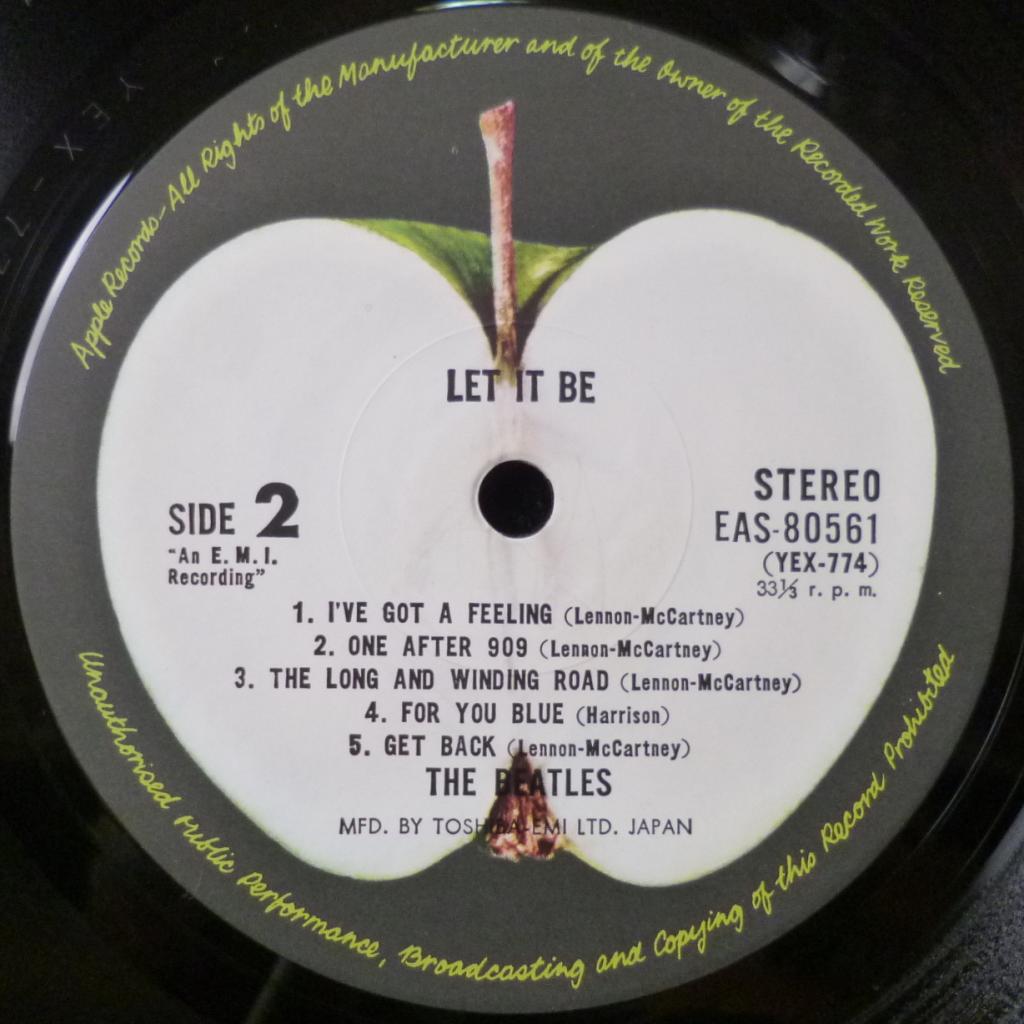 Apple Records-All Rights of the Manufacturer and of the Owner of the Recorded Work Reserved
LET IT BE
SIDE 2
"An E. M. I.
Recording"
STEREO
EAS-80561
(YEX-774)
33⅓ r. p. m.
1. I'VE GOT A FEELING (Lennon-McCartney)
2. ONE AFTER 909 (Lennon-McCartney)
3. THE LONG AND WINDING ROAD (Lennon-McCartney)
4. FOR YOU BLUE (Harrison)
5. GET BACK (Lennon-McCartney)
THE BEATLES
MFD. BY TOSHIBA-EMI LTD. JAPAN
Unauthorised Public Performance, Broadcasting and Copying of this Record Prohibited